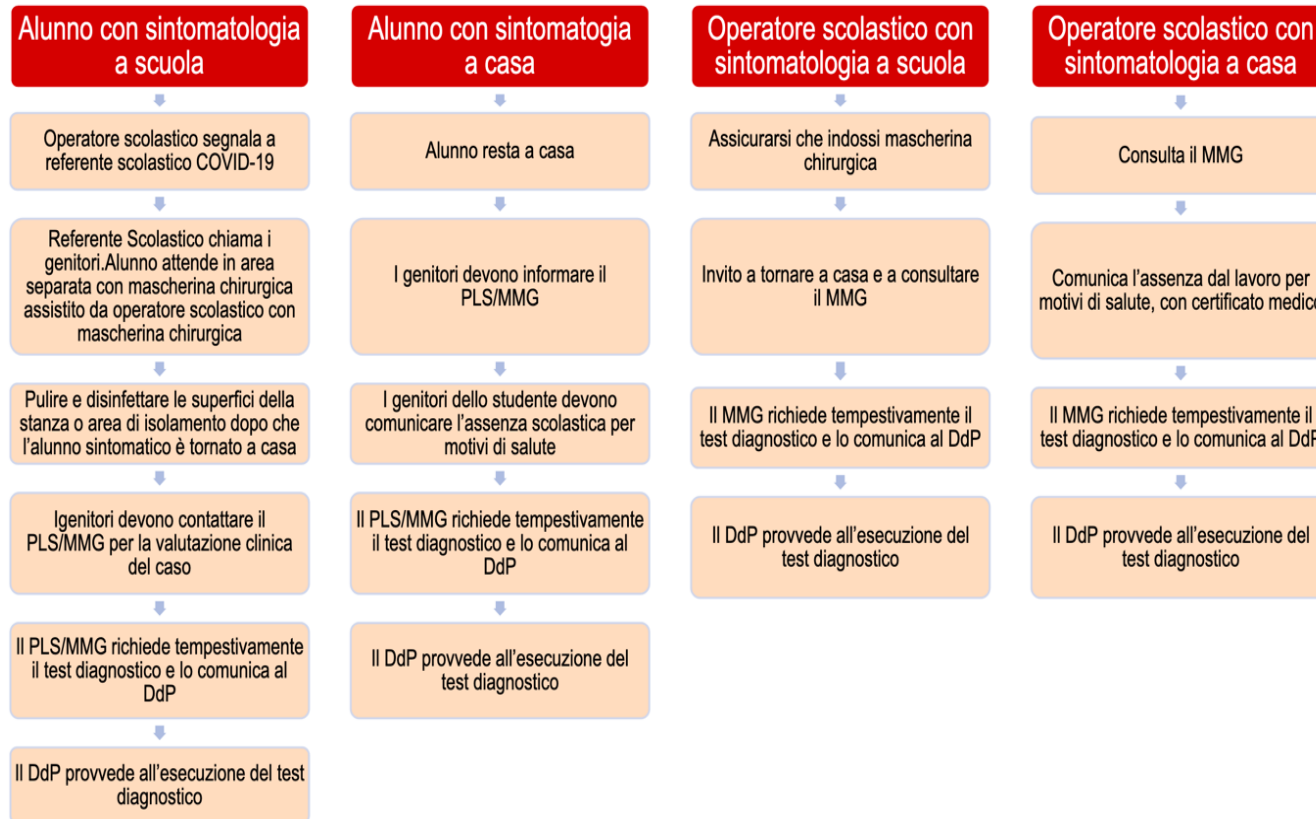 Alunno con sintomatologia
a scuola
Operatore scolastico segnala a
referente scolastico COVID-19
Referente Scolastico chiama i
genitori.Alunno attende in area
separata con mascherina chirurgica
assistito da operatore scolastico con
mascherina chirurgica
Pulire e disinfettare le superfici della
stanza o area di isolamento dopo che
l'alunno sintomatico è tornato a casa
Igenitori devono contattare il
PLS/MMG per la valutazione clinica
del caso
Il PLS/MMG richiede tempestivamente
il test diagnostico e lo comunica al
DdP
Il DdP provvede all'esecuzione del test
diagnostico
Alunno con sintomatogia
a casa
Alunno resta a casa
I genitori devono informare il
PLS/MMG
I genitori dello studente devono
comunicare l'assenza scolastica per
motivi di salute
Il PLS/MMG richiede tempestivamente
il test diagnostico e lo comunica al
DdP
Il DdP provvede all'esecuzione del
test diagnostico
Operatore scolastico con
sintomatologia a scuola
Assicurarsi che indossi mascherina
chirurgica
Invito a tornare a casa e a consultare
il MMG
Il MMG richiede tempestivamente il
test diagnostico e lo comunica al DdP
Il DdP provvede all'esecuzione del
test diagnostico
Operatore scolastico con
sintomatologia a casa
Consulta il MMG
Comunica l'assenza dal lavoro per
motivi di salute, con certificato medico
Il MMG richiede tempestivamente il
test diagnostico e lo comunica al DdP
Il DdP provvede all'esecuzione del
test diagnostico